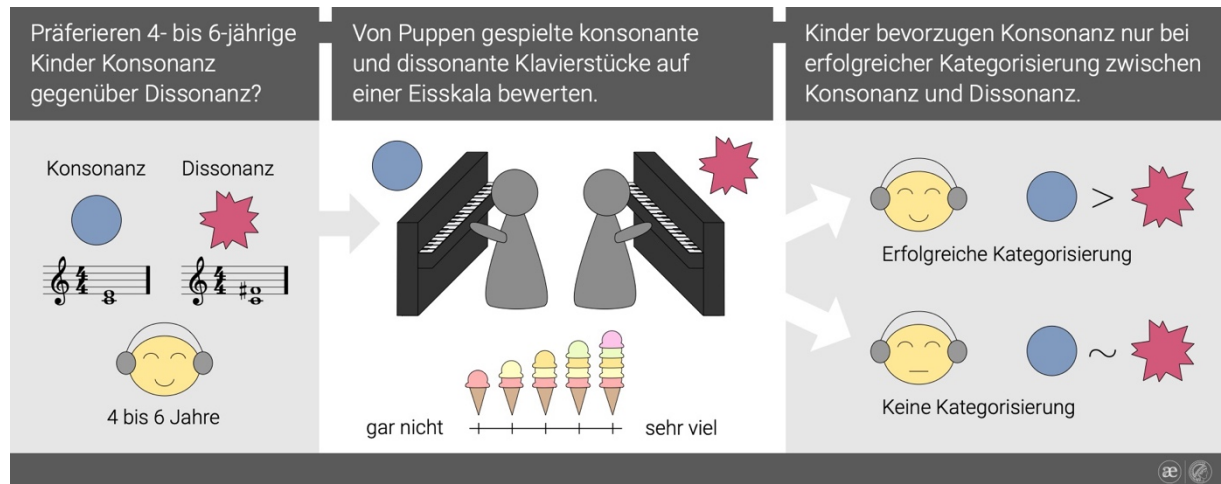 Präferieren 4- bis 6-jährige
Kinder Konsonanz
gegenüber Dissonanz?
Konsonanz
Dissonanz
4 bis 6 Jahre
Von Puppen gespielte konsonante
und dissonante Klavierstücke auf
einer Eisskala bewerten.
gar nicht
sehr viel
Kinder bevorzugen Konsonanz nur bei
erfolgreicher Kategorisierung zwischen
Konsonanz und Dissonanz.
>
Erfolgreiche Kategorisierung
~
Keine Kategorisierung
æ